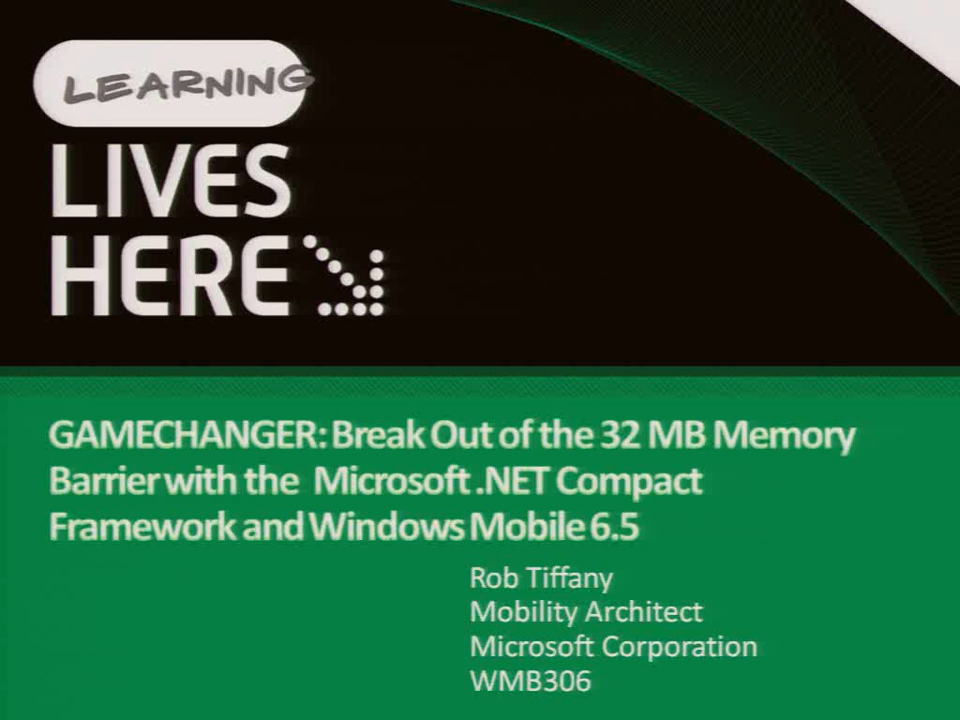 LEARNING
LIVES
HERE
GAMECHANGER: Break Out of the 32 MB Memory
Barrier with the Microsoft .NET Compact
Framework and Windows Mobile 6.5
Rob Tiffany
Mobility Architect
Microsoft Corporation
WMB306